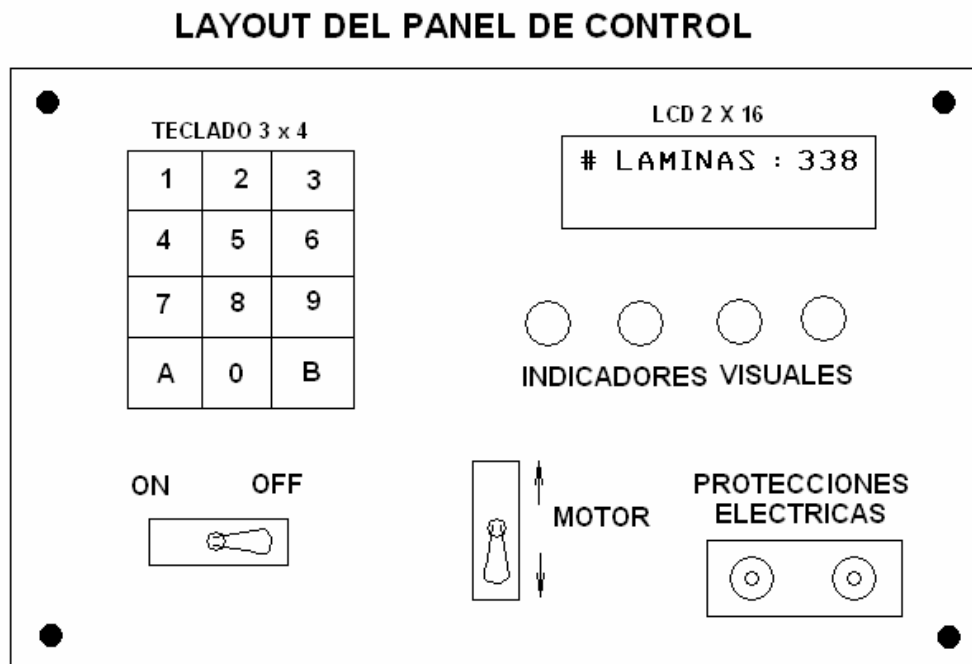 LAYOUT DEL PANEL DE CONTROL
TECLADO 3 x 4
1 2 3
4 5 6
7 8 9
A 0 B
LCD 2 X 16
# LAMINAS : 338
INDICADORES VISUALES
ON OFF
MOTOR
PROTECCIONES
ELECTRICAS